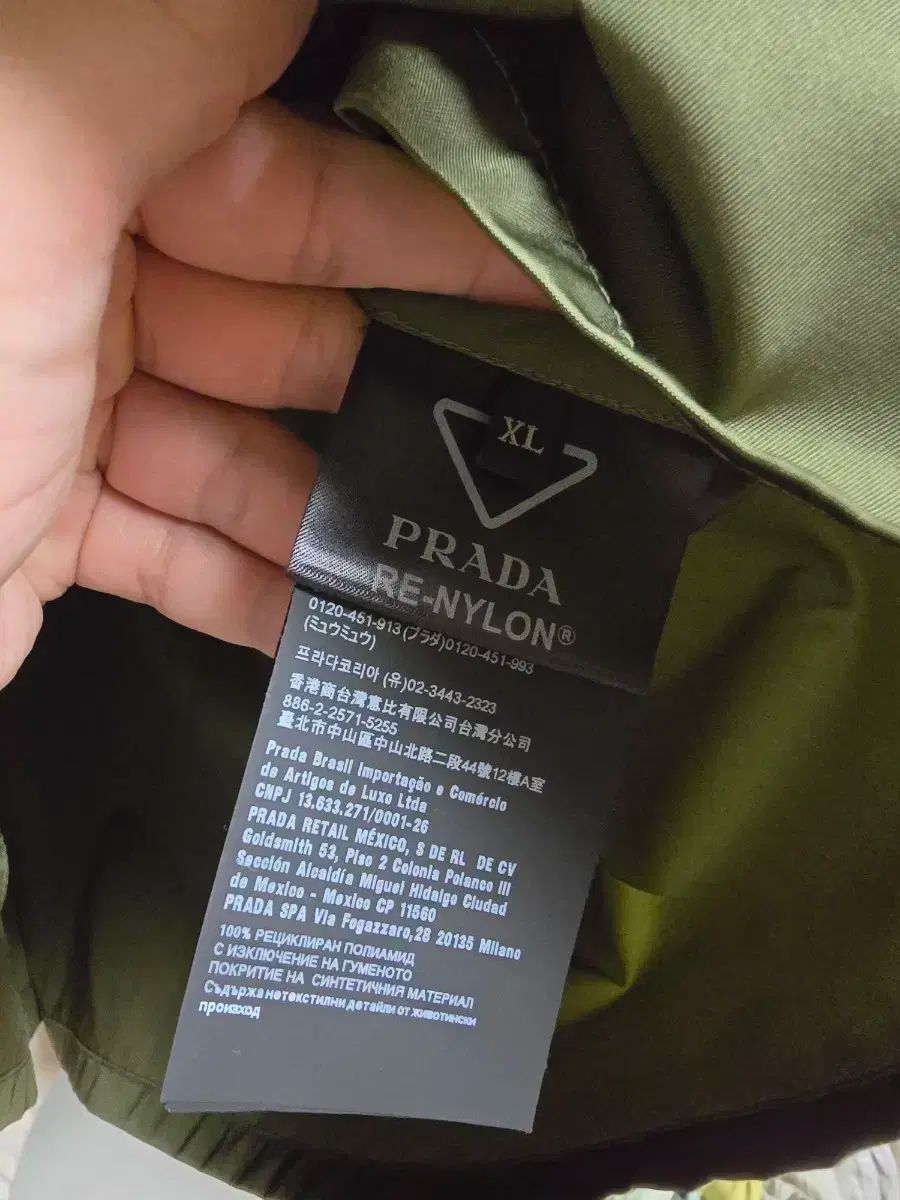 XL
PRADA
RE-NYLON®
0120-451-913(プラダ)0120-451-993
(ミュウミュウ)
프라다코리아 (유)02-3443-2323
香港商台灣意比有限公司台灣分公司
886-2-2571-5255
臺北市中山區中山北路二段44號12樓A室
Prada Brasil Importação e Comércio
de Artigos de Luxo Ltda
CNPJ 13.633.271/0001-26
PRADA RETAIL MÉXICO, S DE RL DE CV
Goldsmith 53, Piso 2 Colonia Polanco III
Sección Alcaldía Miguel Hidalgo Ciudad
de Mexico - Mexico CP 11560
PRADA SPA Via Fogazzaro,28 20135 Milano
100% РЕЦИКЛИРАН ПОЛИАМИД
С ИЗКЛЮЧЕНИЕ НА ГУМЕНОТО
ПОКРИТИЕ НА СИНТЕТИЧНИЯ МАТЕРИАЛ
Съдържа нетекстилни детайли от животински
произход